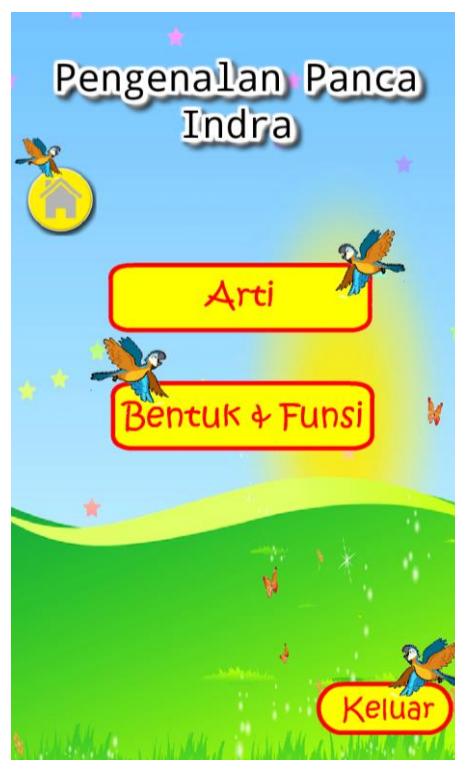 Pengenalan Panca
Indra
Arti
Bentuk & Funsi
Keluar